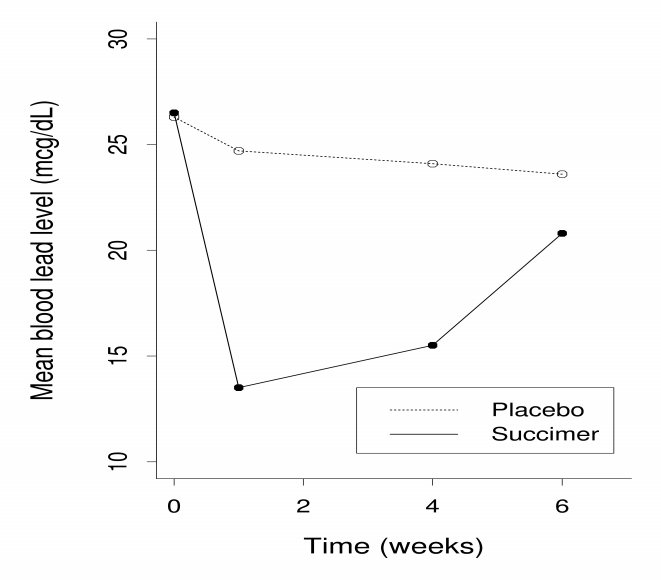 30
25
20
15
10
Mean blood lead level (mcg/dL)
Placebo
Succimer
0 2 4 6
Time (weeks)